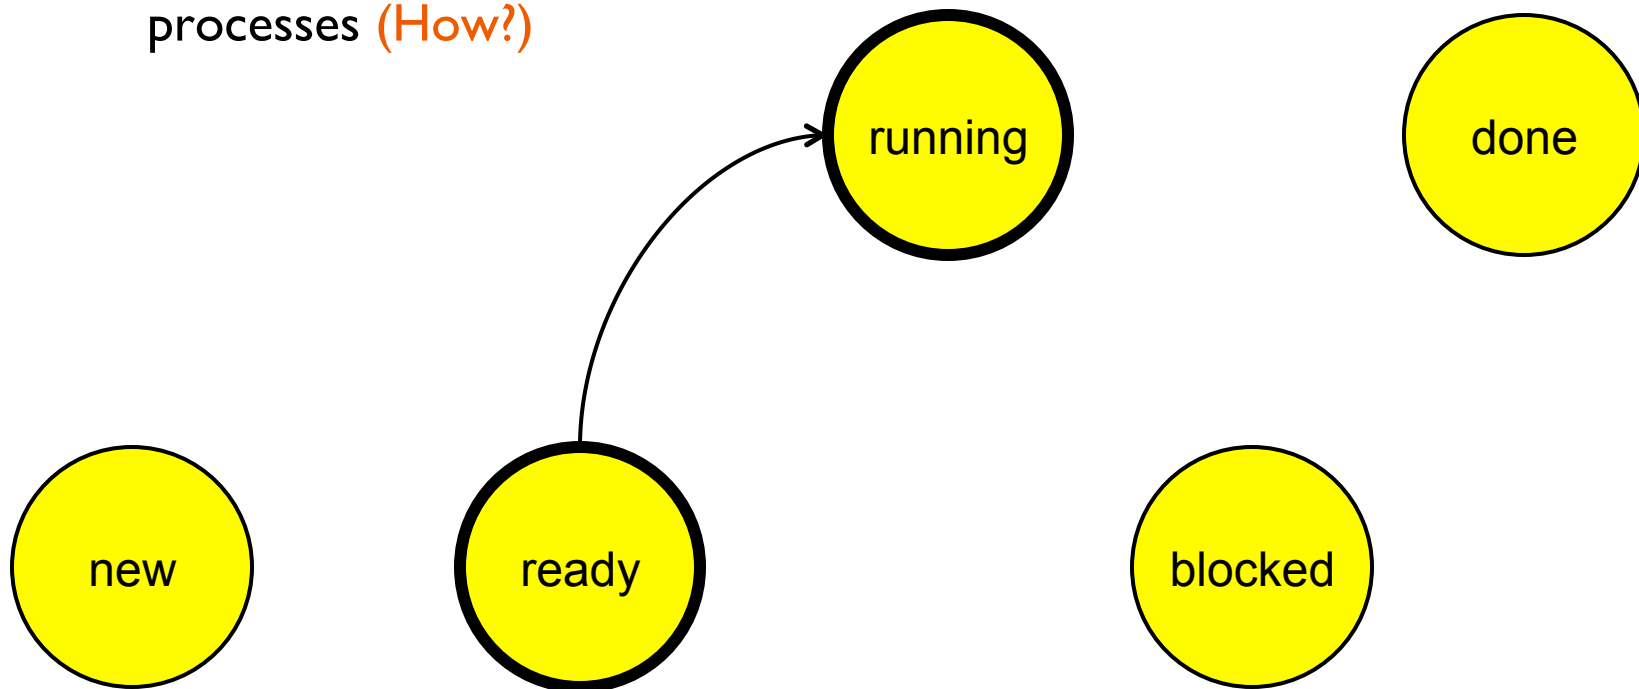 processes (How?)
running
done
new
ready
blocked